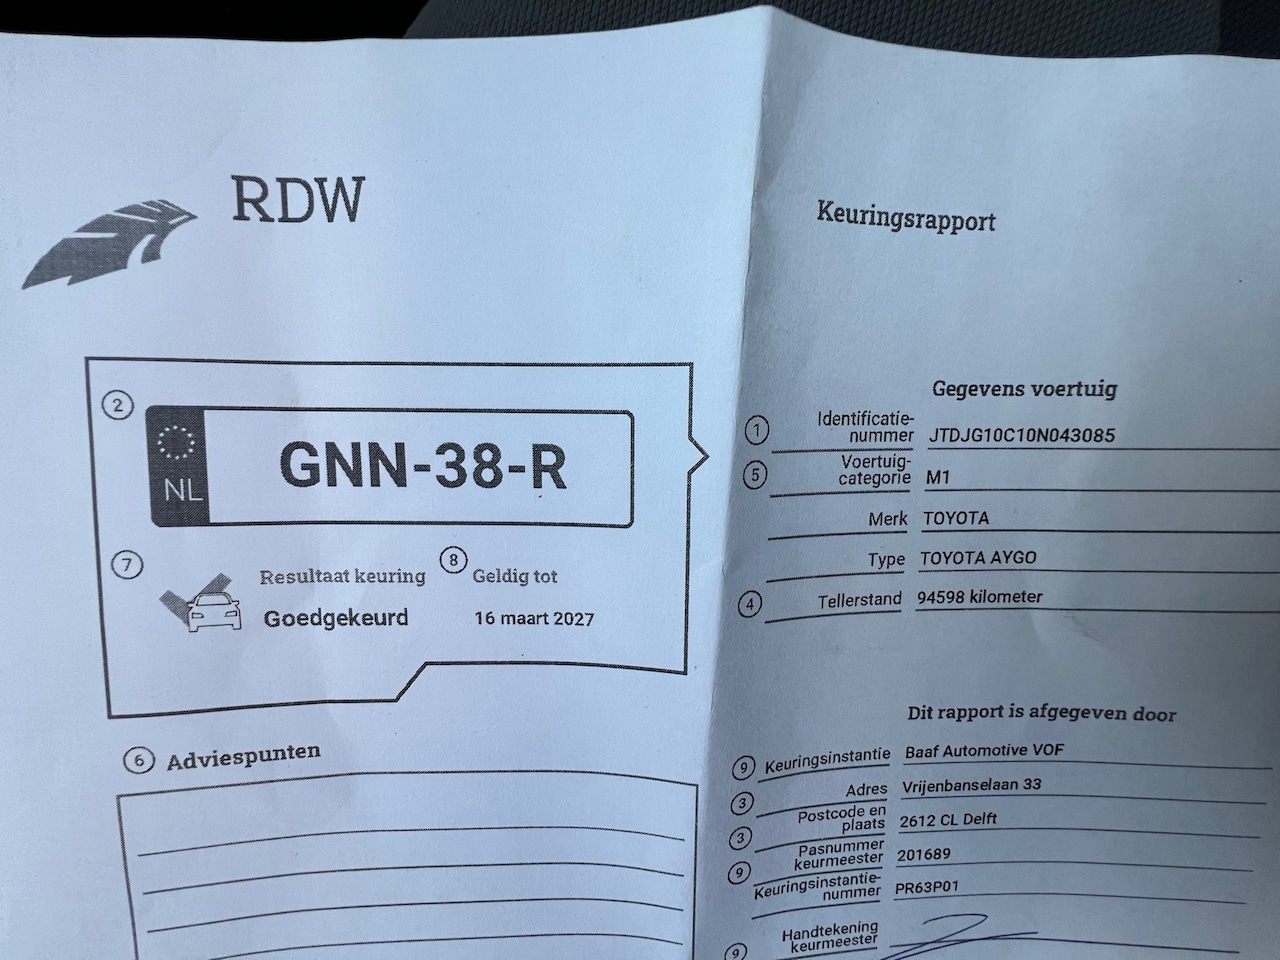 RDW
Keuringsrapport
2
NL
GNN-38-R
7
Resultaat keuring
Goedgekeurd
8
Geldig tot
16 maart 2027
6
Adviespunten
Gegevens voertuig
1
Identificatie-
nummer
JTDJG10C10N043085
5
Voertuig-
categorie
M1
Merk
TOYOTA
Type
TOYOTA AYGO
4
Tellerstand
94598 kilometer
Dit rapport is afgegeven door
9
Keuringsinstantie
Baaf Automotive VOF
3
Adres
Vrijenbanselaan 33
3
Postcode en
plaats
2612 CL Delft
9
Pasnummer
keurmeester
201689
Keuringsinstantie-
nummer
PR63P01
9
Handtekening
keurmeester